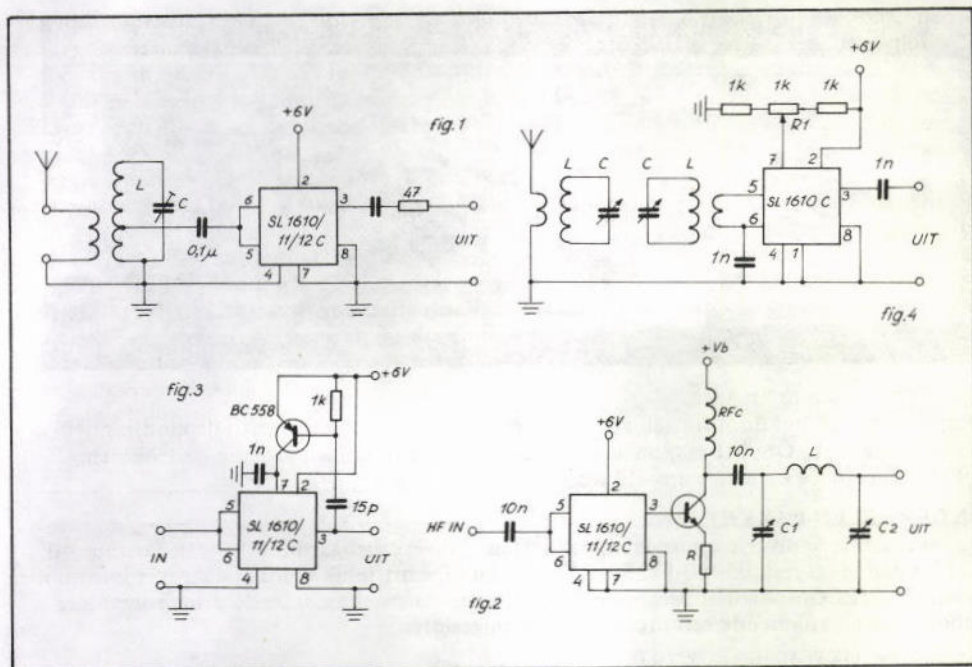 fig.1
+6V
L
C
0,1µ
6
5
2
3
4
7
8
SL 1610/
11/12 C
47
UIT
+6V
1k
1k
1k
R1
L
C
C
L
7
2
5
6
3
4
1
8
SL 1610 C
1n
1n
UIT
fig.4
fig.3
+6V
BC 558
1k
1n
7
2
5
6
3
4
8
SL 1610/
11/12 C
15p
IN
UIT
+Vb
RFC
+6V
10n
L
HF IN
10n
5
6
2
3
4
7
8
SL 1610/
11/12 C
R
C1
C2
UIT
fig.2